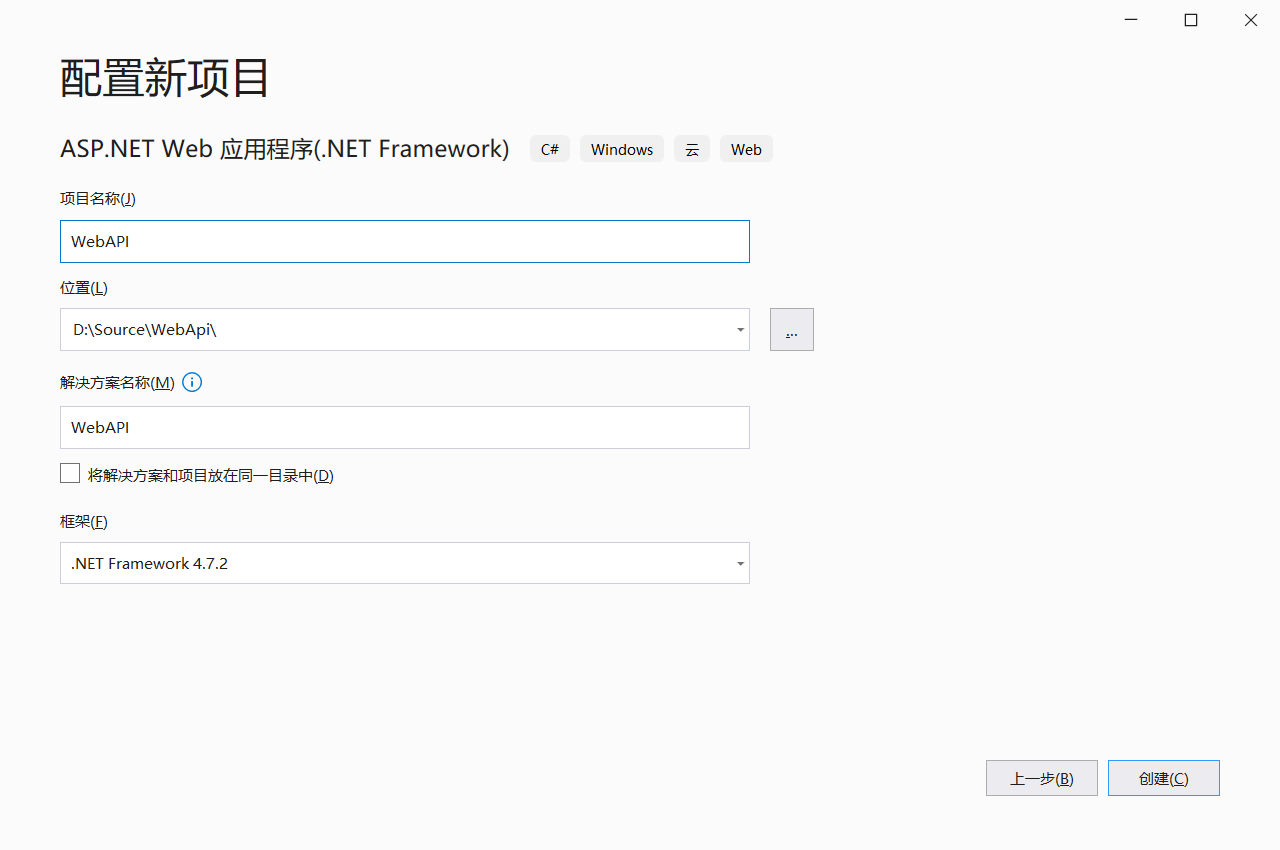 配置新项目
ASP.NET Web 应用程序(.NET Framework) C# Windows 云 Web
项目名称(J)
WebAPI
位置(L)
D:\Source\WebApi\ ...
解决方案名称(M)
WebAPI
将解决方案和项目放在同一目录中(D)
框架(F)
.NET Framework 4.7.2
上一步(B) 创建(C)